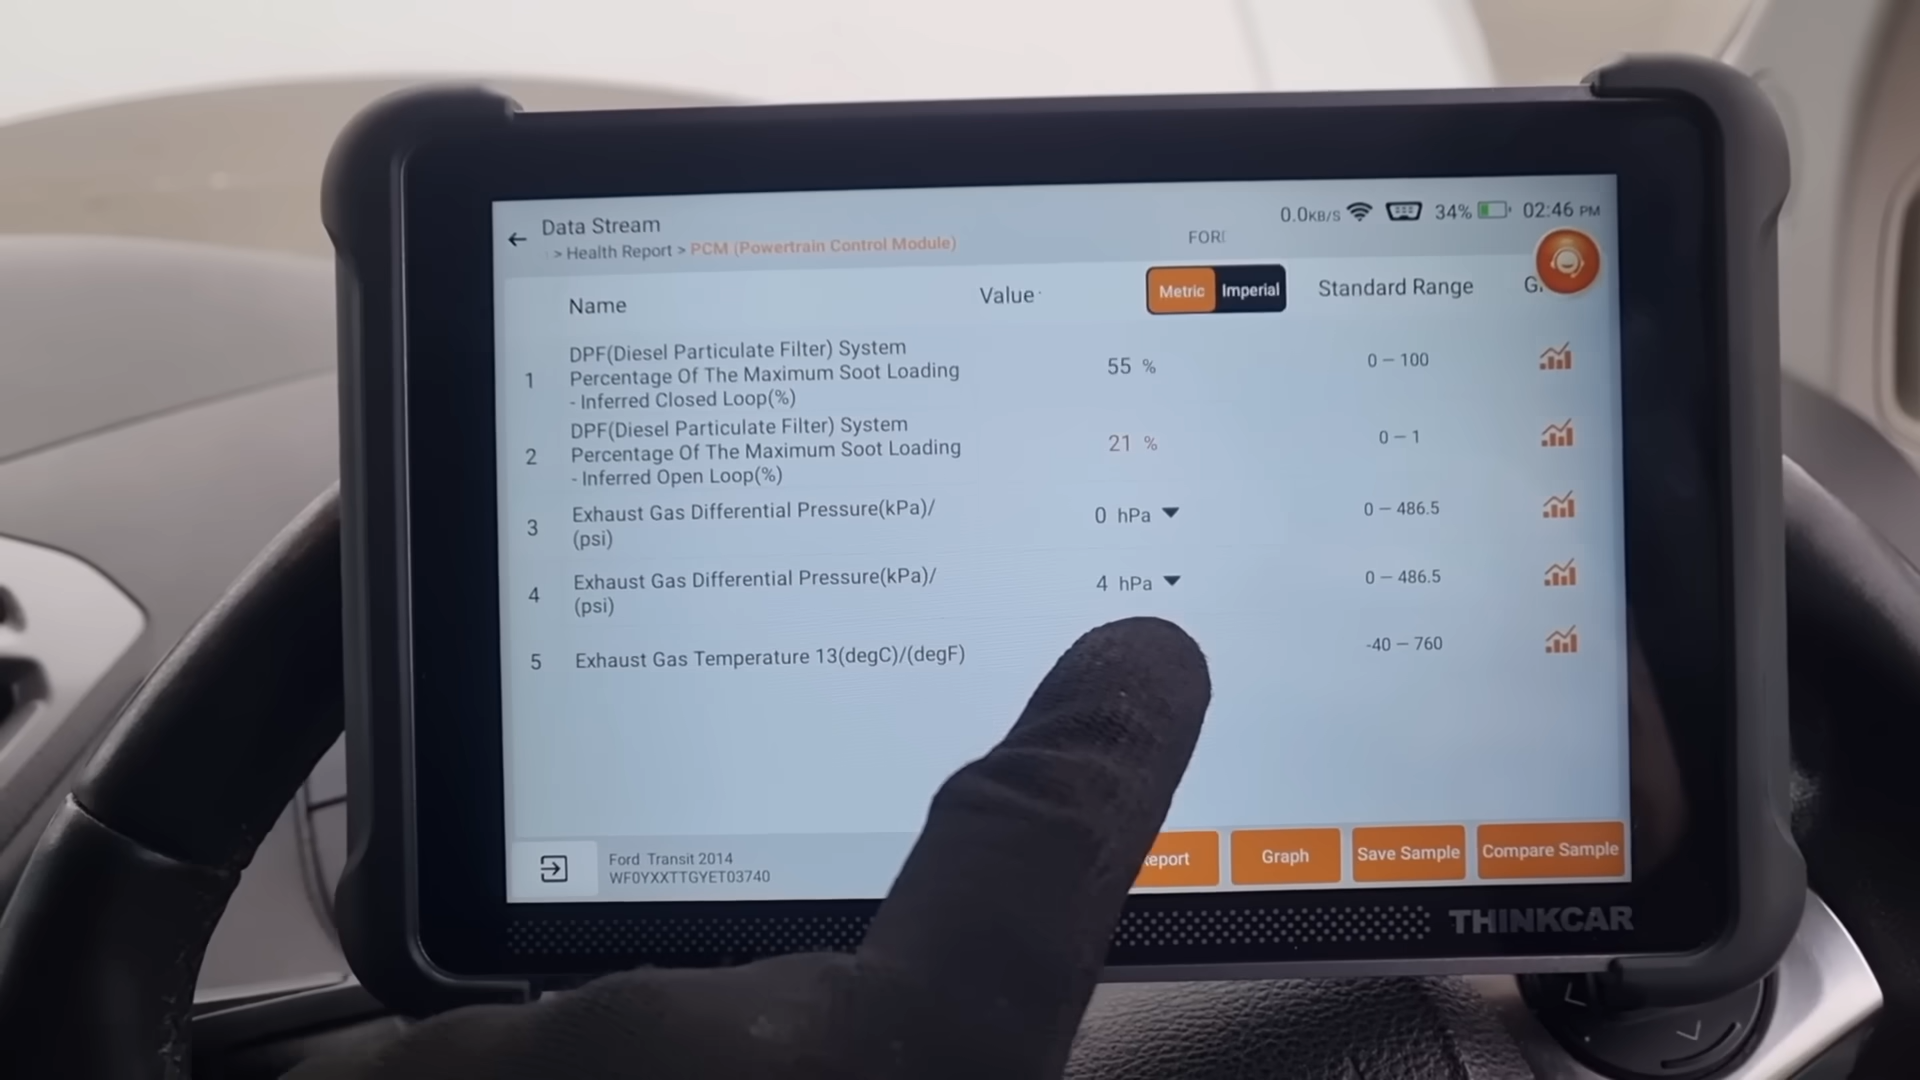 0.0KB/S 34% 02:46 PM
Data Stream
> Health Report > PCM (Powertrain Control Module)
Name Value Metric Imperial Standard Range
1 DPF(Diesel Particulate Filter) System
Percentage Of The Maximum Soot Loading
- Inferred Closed Loop(%)
55 % 0 – 100
2 DPF(Diesel Particulate Filter) System
Percentage Of The Maximum Soot Loading
- Inferred Open Loop(%)
21 % 0 – 1
3 Exhaust Gas Differential Pressure(kPa)/
(psi)
0 hPa 0 – 486.5
4 Exhaust Gas Differential Pressure(kPa)/
(psi)
4 hPa 0 – 486.5
5 Exhaust Gas Temperature 13(degC)/(degF) -40 – 760
Ford Transit 2014
WF0YXXTTGYET03740
Graph Save Sample Compare Sample
THINKCAR